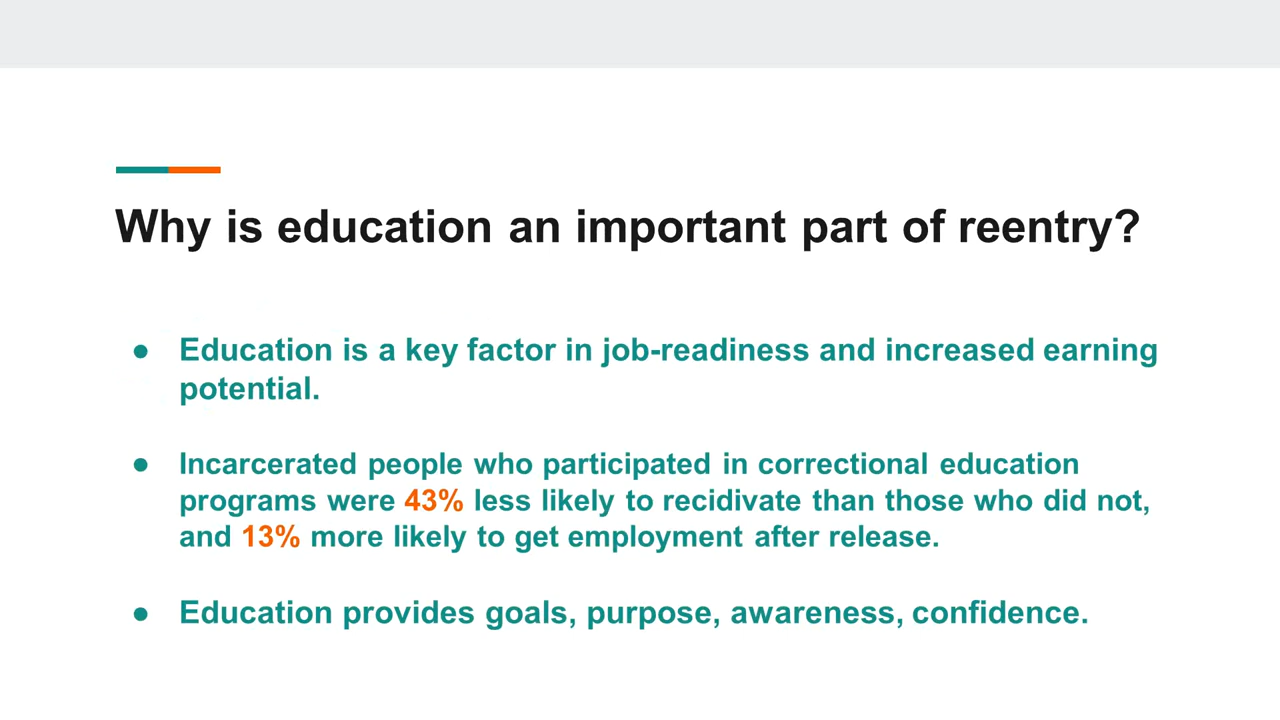 Why is education an important part of reentry?
● Education is a key factor in job-readiness and increased earning
potential.
● Incarcerated people who participated in correctional education
programs were 43% less likely to recidivate than those who did not,
and 13% more likely to get employment after release.
● Education provides goals, purpose, awareness, confidence.